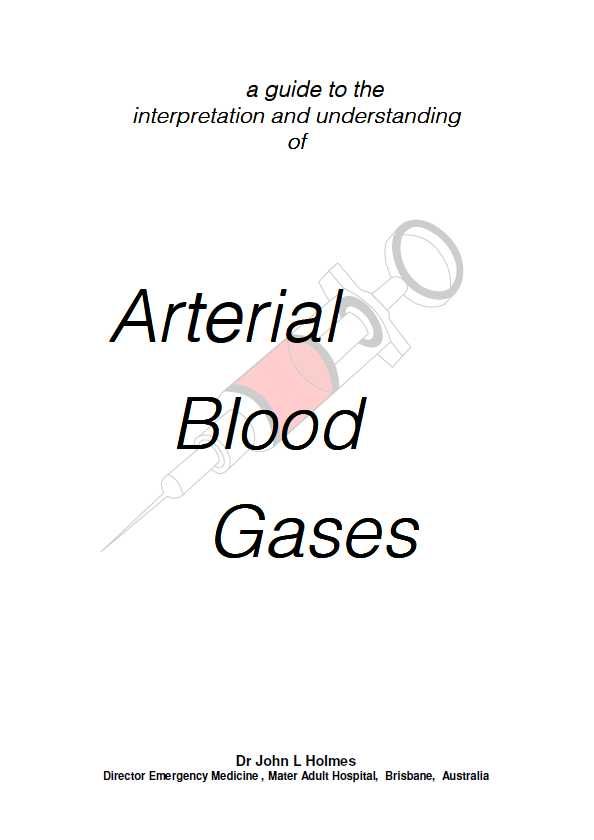 a guide to the
interpretation and understanding
of
Arterial
Blood
Gases
Dr John L Holmes
Director Emergency Medicine , Mater Adult Hospital, Brisbane, Australia